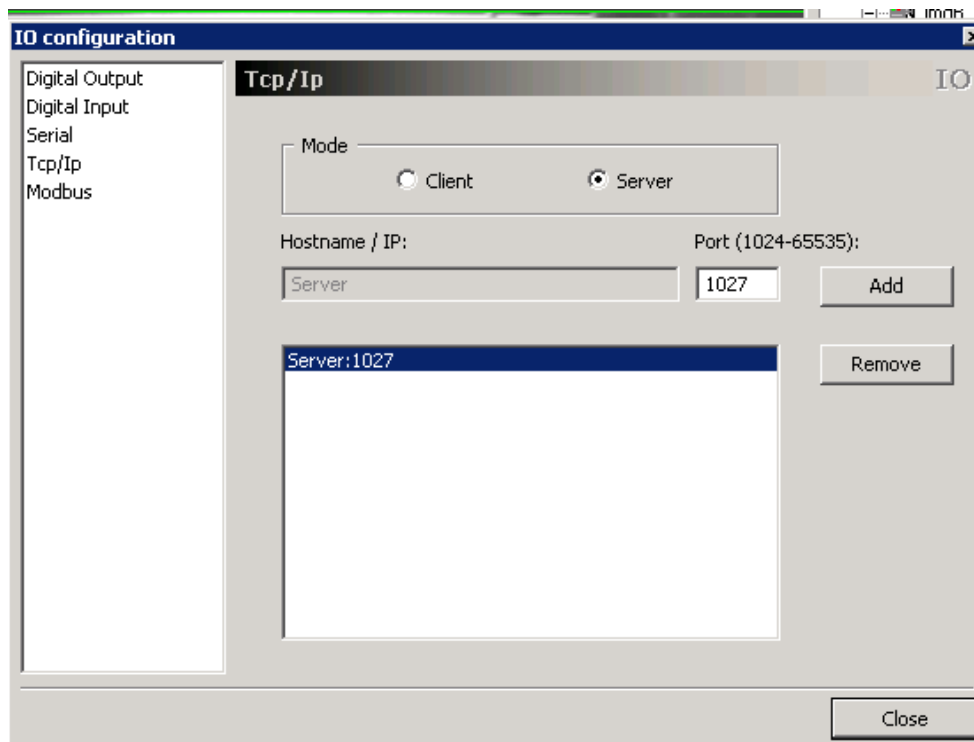 ImgB
IO configuration
Digital Output
Digital Input
Serial
Tcp/Ip
Modbus
Tcp/Ip IO
Mode
Client Server
Hostname / IP: Port (1024-65535):
Server 1027 Add
Server:1027 Remove
Close